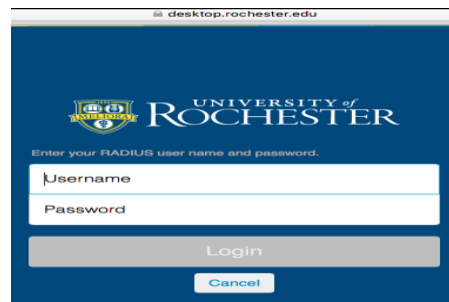 desktop.rochester.edu
UNIVERSITY of
ROCHESTER
MELIORA
Enter your RADIUS user name and password.
Username
Password
Login
Cancel